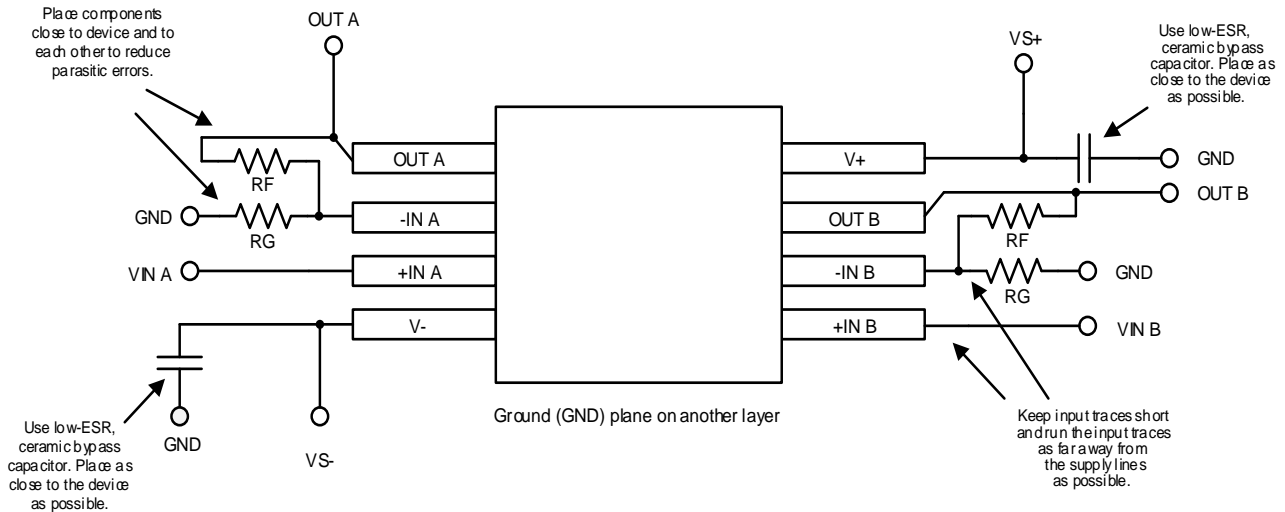 Place components
close to device and to
each other to reduce
parasitic errors.
OUT A
VS+
Use low-ESR,
ceramic bypass
capacitor. Place as
close to the device
as possible.
OUT A
V+
GND
RF
OUT B
GND
-IN A
OUT B
RG
RF
VIN A
+IN A
-IN B
GND
RG
V-
+IN B
VIN B
Ground (GND) plane on another layer
Use low-ESR,
ceramic bypass
capacitor. Place as
close to the device
as possible.
GND
VS-
Keep input traces short
and run the input traces
as far away from
the supply lines
as possible.